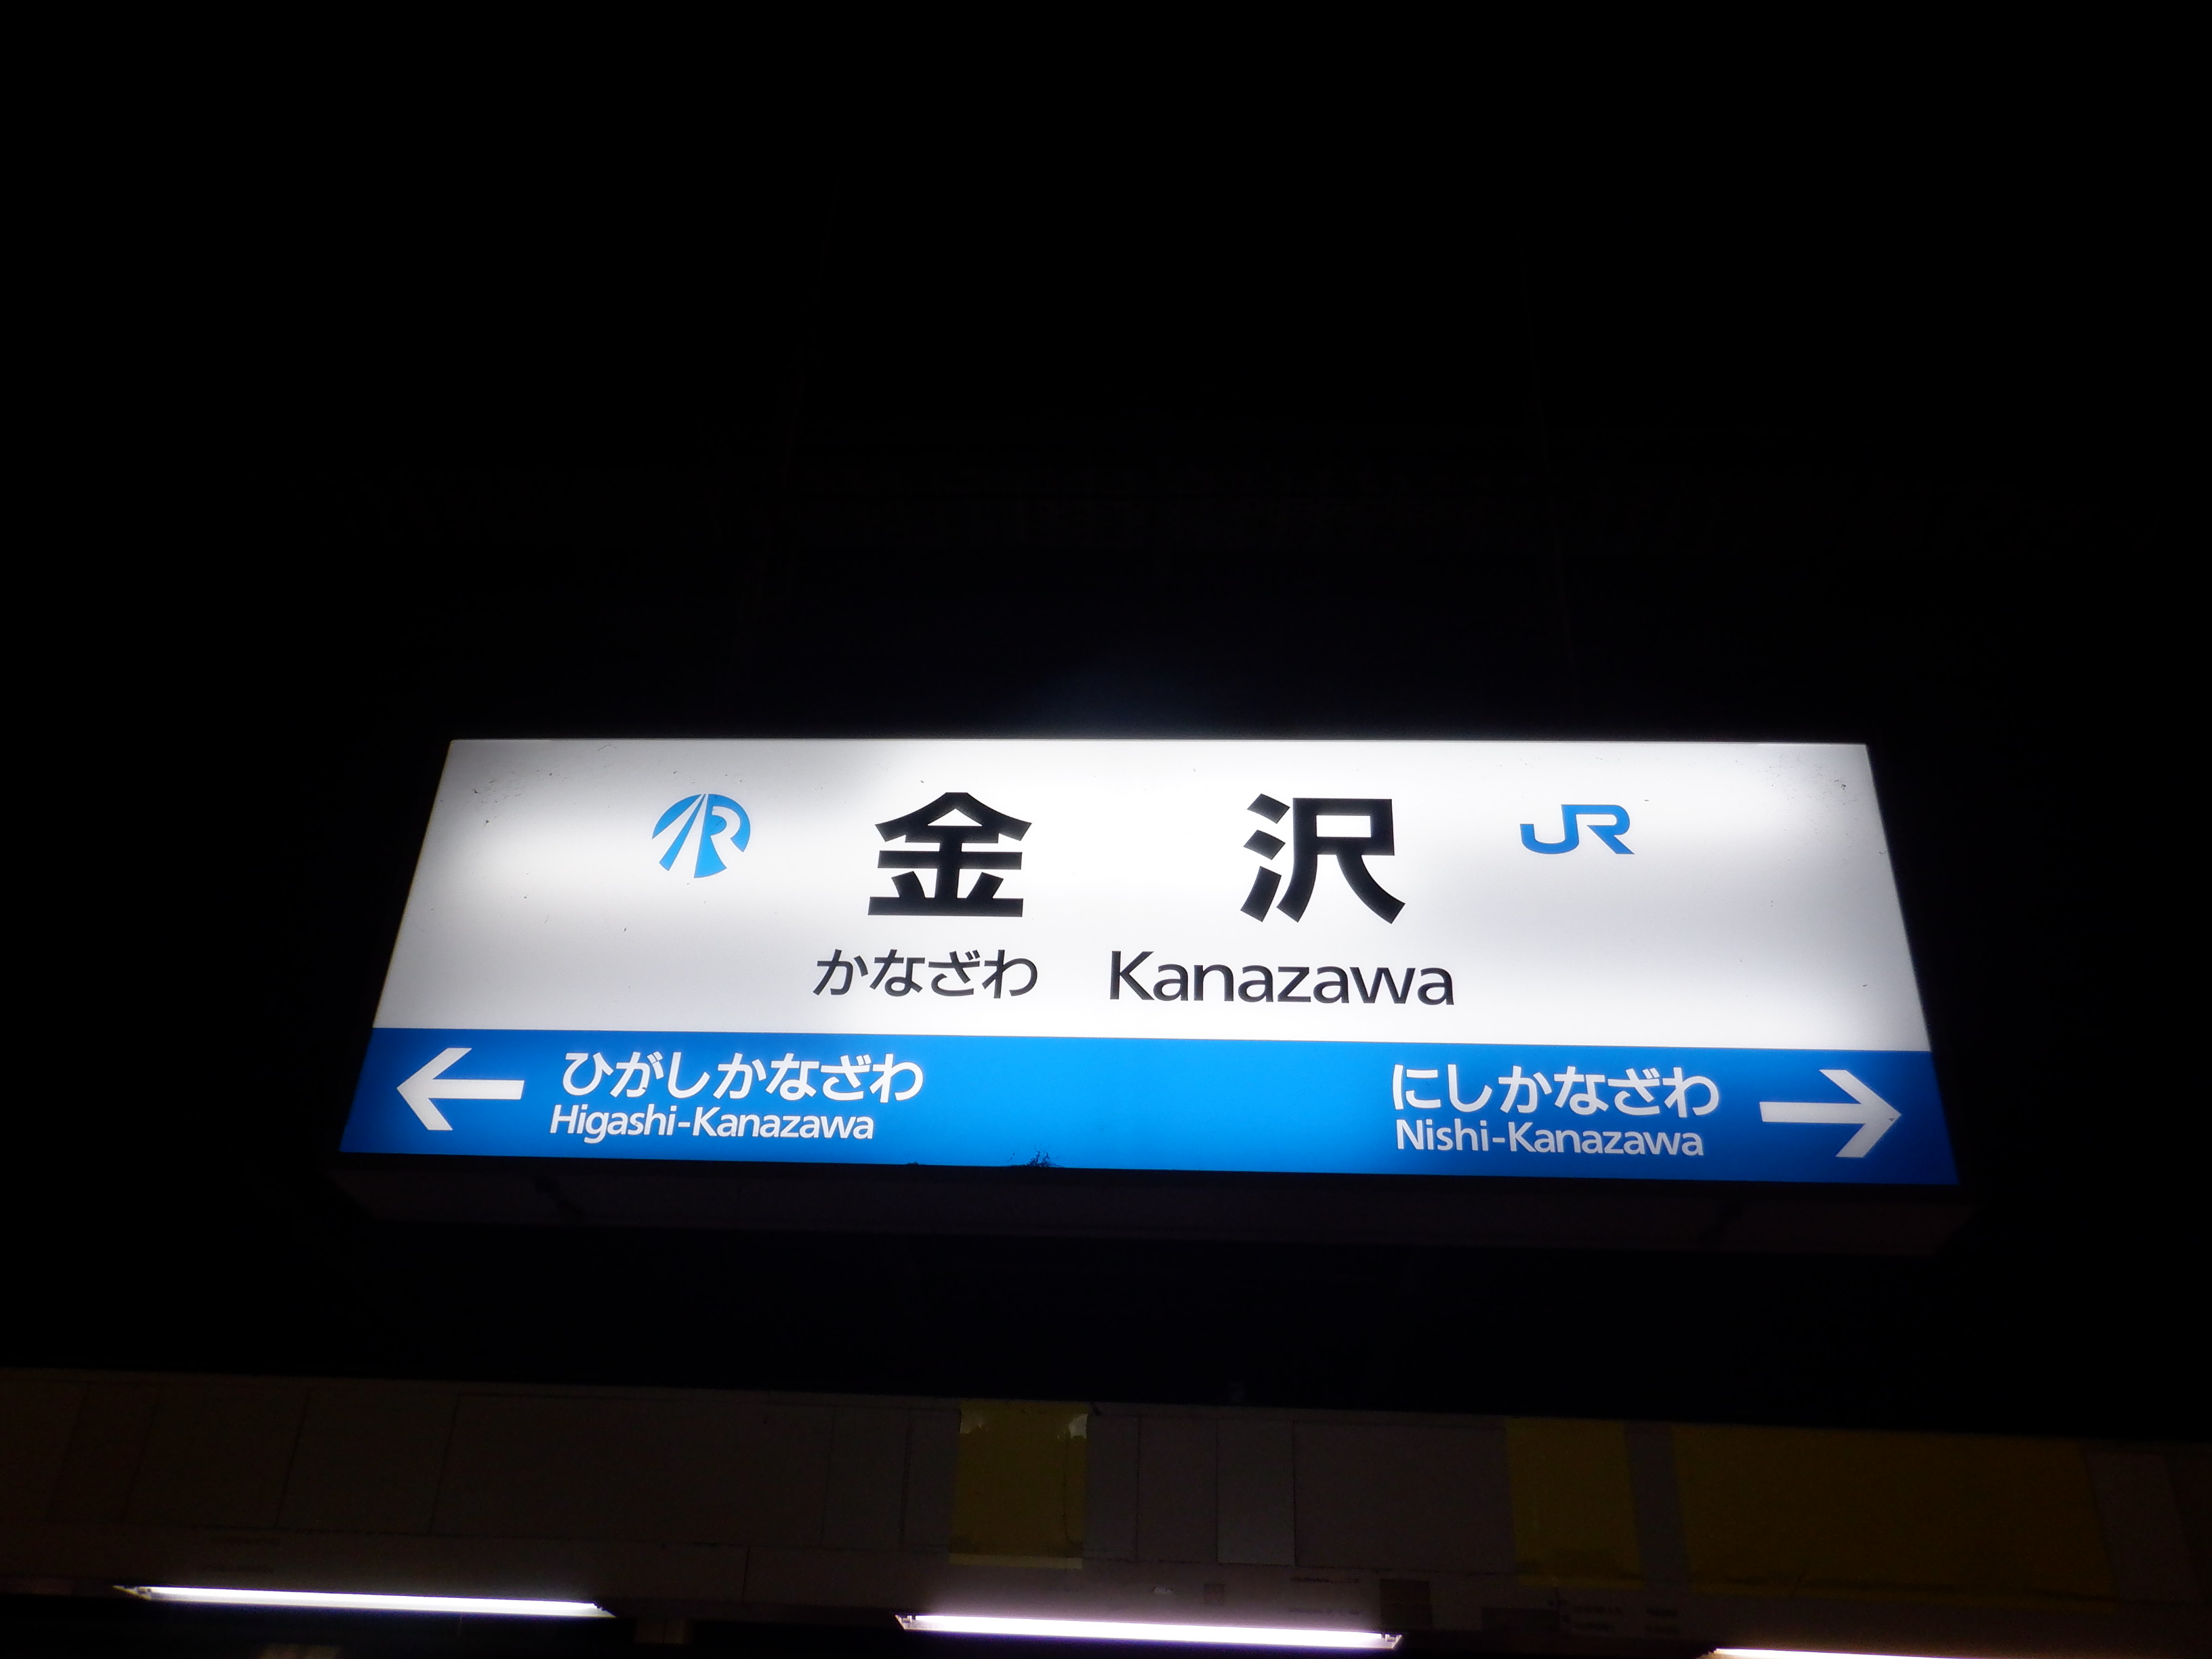 IR 金沢 JR
かなざわ Kanazawa
← ひがしかなざわ にしかなざわ →
Higashi-Kanazawa Nishi-Kanazawa